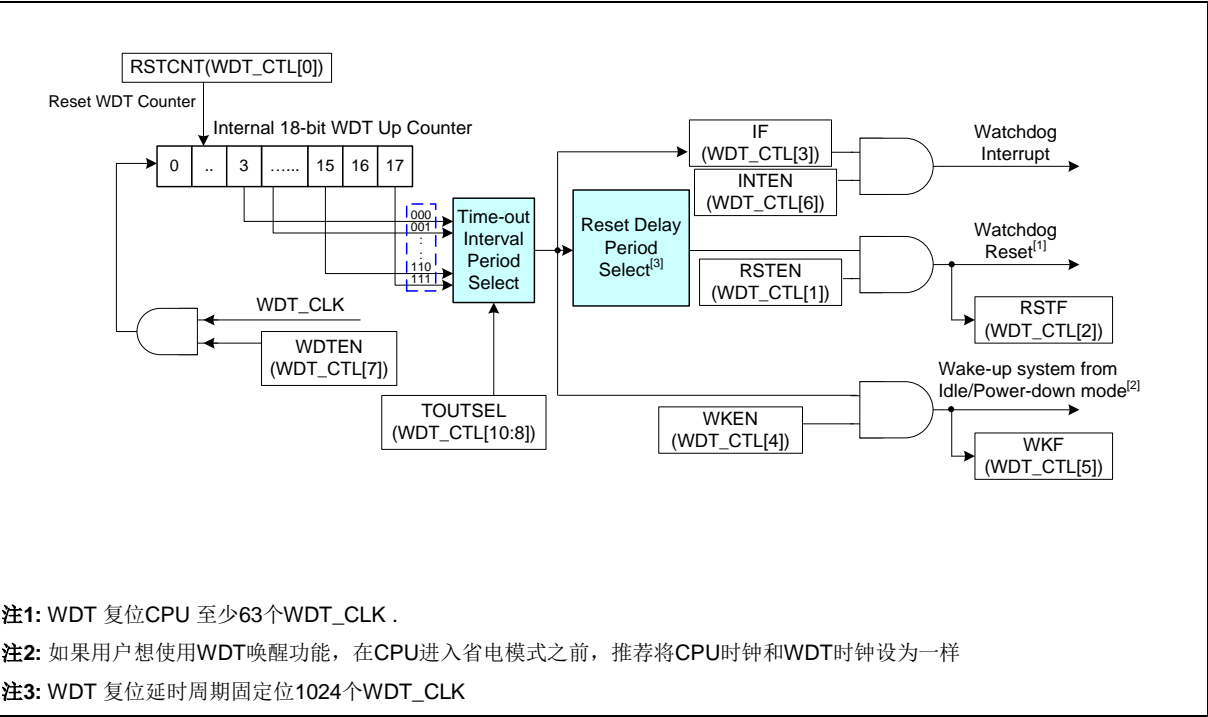 RSTCNT(WDT_CTL[0])
Reset WDT Counter
Internal 18-bit WDT Up Counter
0 .. 3 …... 15 16 17
000
001
:
:
110
111
Time-out
Interval
Period
Select
WDT_CLK
WDTEN
(WDT_CTL[7])
TOUTSEL
(WDT_CTL[10:8])
Reset Delay
Period
Select[3]
IF
(WDT_CTL[3])
INTEN
(WDT_CTL[6])
Watchdog
Interrupt
RSTEN
(WDT_CTL[1])
Watchdog
Reset[1]
RSTF
(WDT_CTL[2])
WKEN
(WDT_CTL[4])
Wake-up system from
Idle/Power-down mode[2]
WKF
(WDT_CTL[5])
注1: WDT 复位CPU 至少63个WDT_CLK .
注2: 如果用户想使用WDT唤醒功能，在CPU进入省电模式之前，推荐将CPU时钟和WDT时钟设为一样
注3: WDT 复位延时周期固定位1024个WDT_CLK